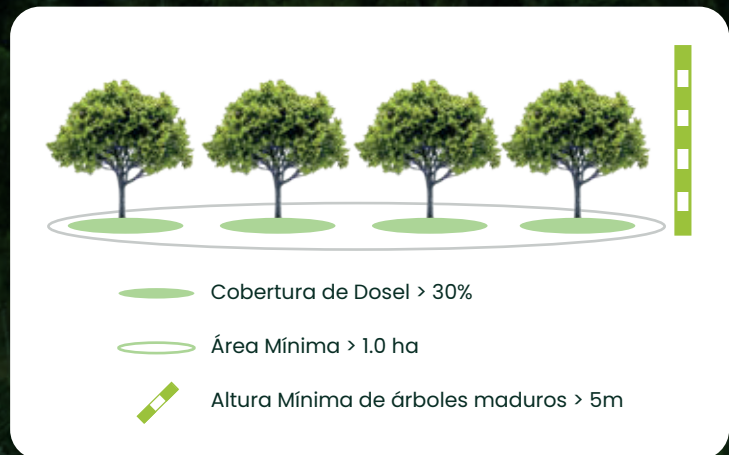 Cobertura de Dosel > 30%
Área Mínima > 1.0 ha
Altura Mínima de árboles maduros > 5m